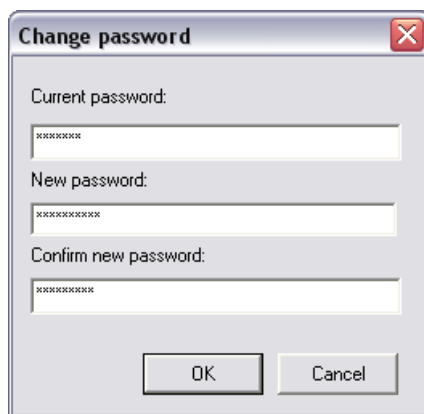 Change password
Current password:
*******
New password:
**********
Confirm new password:
*********
OK
Cancel